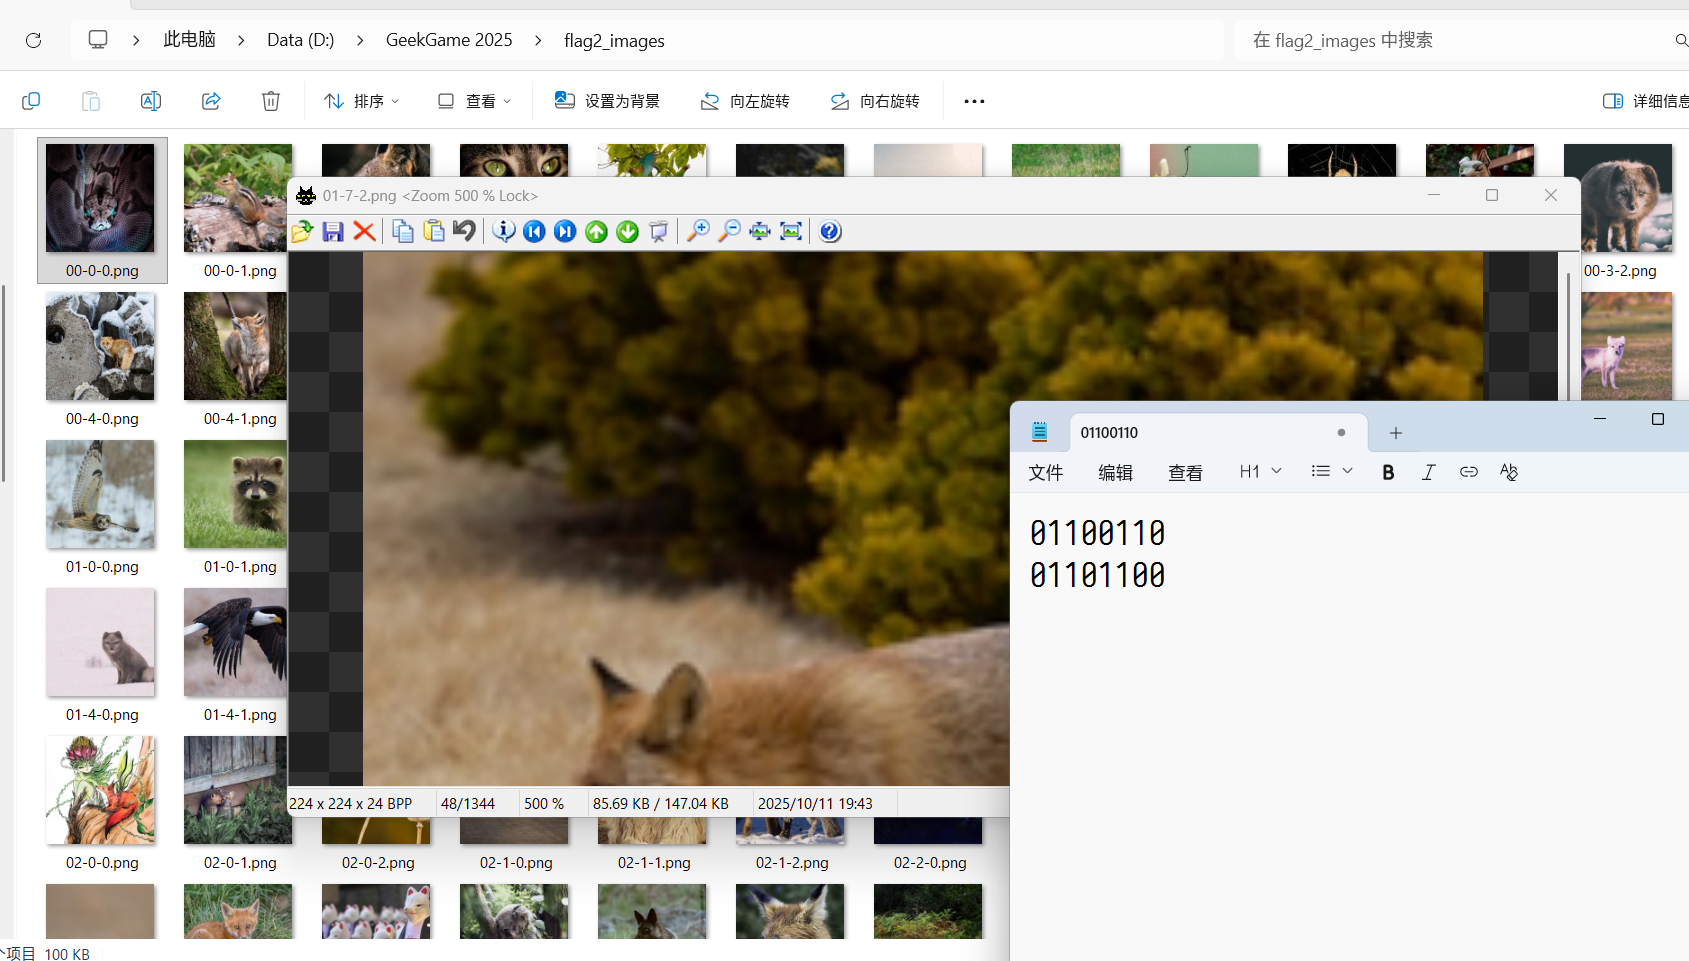 此电脑 > Data (D:) > GeekGame 2025 > flag2_images
在 flag2_images 中搜索
排序 查看 设置为背景 向左旋转 向右旋转 ••• 详细信息
01-7-2.png <Zoom 500 % Lock>
00-0-0.png 00-0-1.png 00-3-2.png
00-4-0.png 00-4-1.png
01100110
文件 编辑 查看 H1 B I
01100110
01101100
01-0-0.png 01-0-1.png
01-4-0.png 01-4-1.png
224 x 224 x 24 BPP 48/1344 500 % 85.69 KB / 147.04 KB 2025/10/11 19:43
02-0-0.png 02-0-1.png 02-0-2.png 02-1-0.png 02-1-1.png 02-1-2.png 02-2-0.png
个项目 100 KB